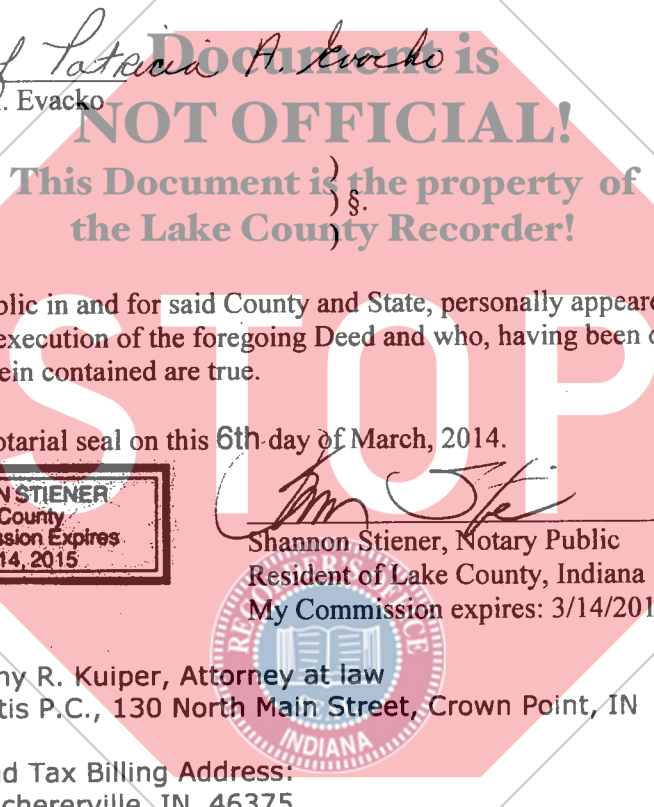 Patricia A. Evacko
. Evacko
Document is
NOT OFFICIAL!
This Document is the property of
the Lake County Recorder!
)
) §.
)
STOP
blic in and for said County and State, personally appeare
execution of the foregoing Deed and who, having been
ein contained are true.
otarial seal on this 6th day of March, 2014.
N STIENER
County
ssion Expires
14, 2015
Shannon Stiener, Notary Public
Resident of Lake County, Indiana
My Commission expires: 3/14/201
RECORDER'S OFFICE
INDIANA
ny R. Kuiper, Attorney at law
tis P.C., 130 North Main Street, Crown Point, IN
d Tax Billing Address:
chererville, IN 46375